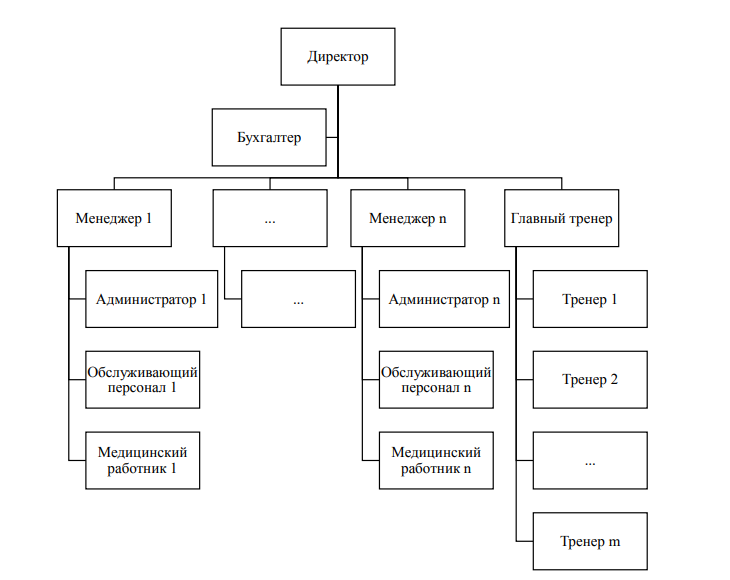 Директор
Бухгалтер
Менеджер 1
...
Менеджер n
Главный тренер
Администратор 1
...
Администратор n
Тренер 1
Обслуживающий
персонал 1
Обслуживающий
персонал n
Тренер 2
Медицинский
работник 1
Медицинский
работник n
...
Тренер m